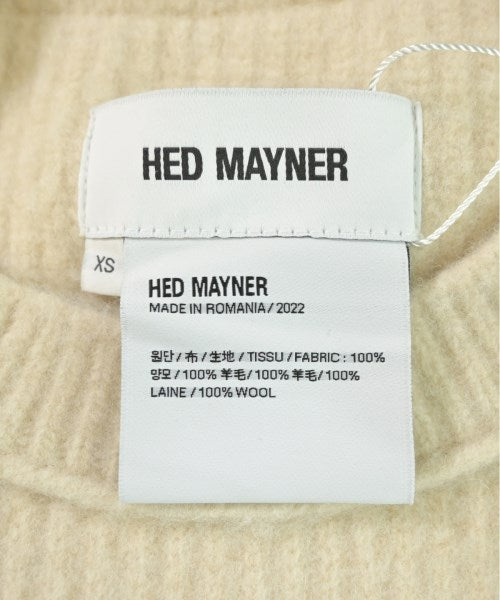 HED MAYNER
XS
HED MAYNER
MADE IN ROMANIA/2022
원단/布/生地/TISSU/FABRIC:100%
양모/100% 羊毛/100% 羊毛/100%
LAINE/100% WOOL